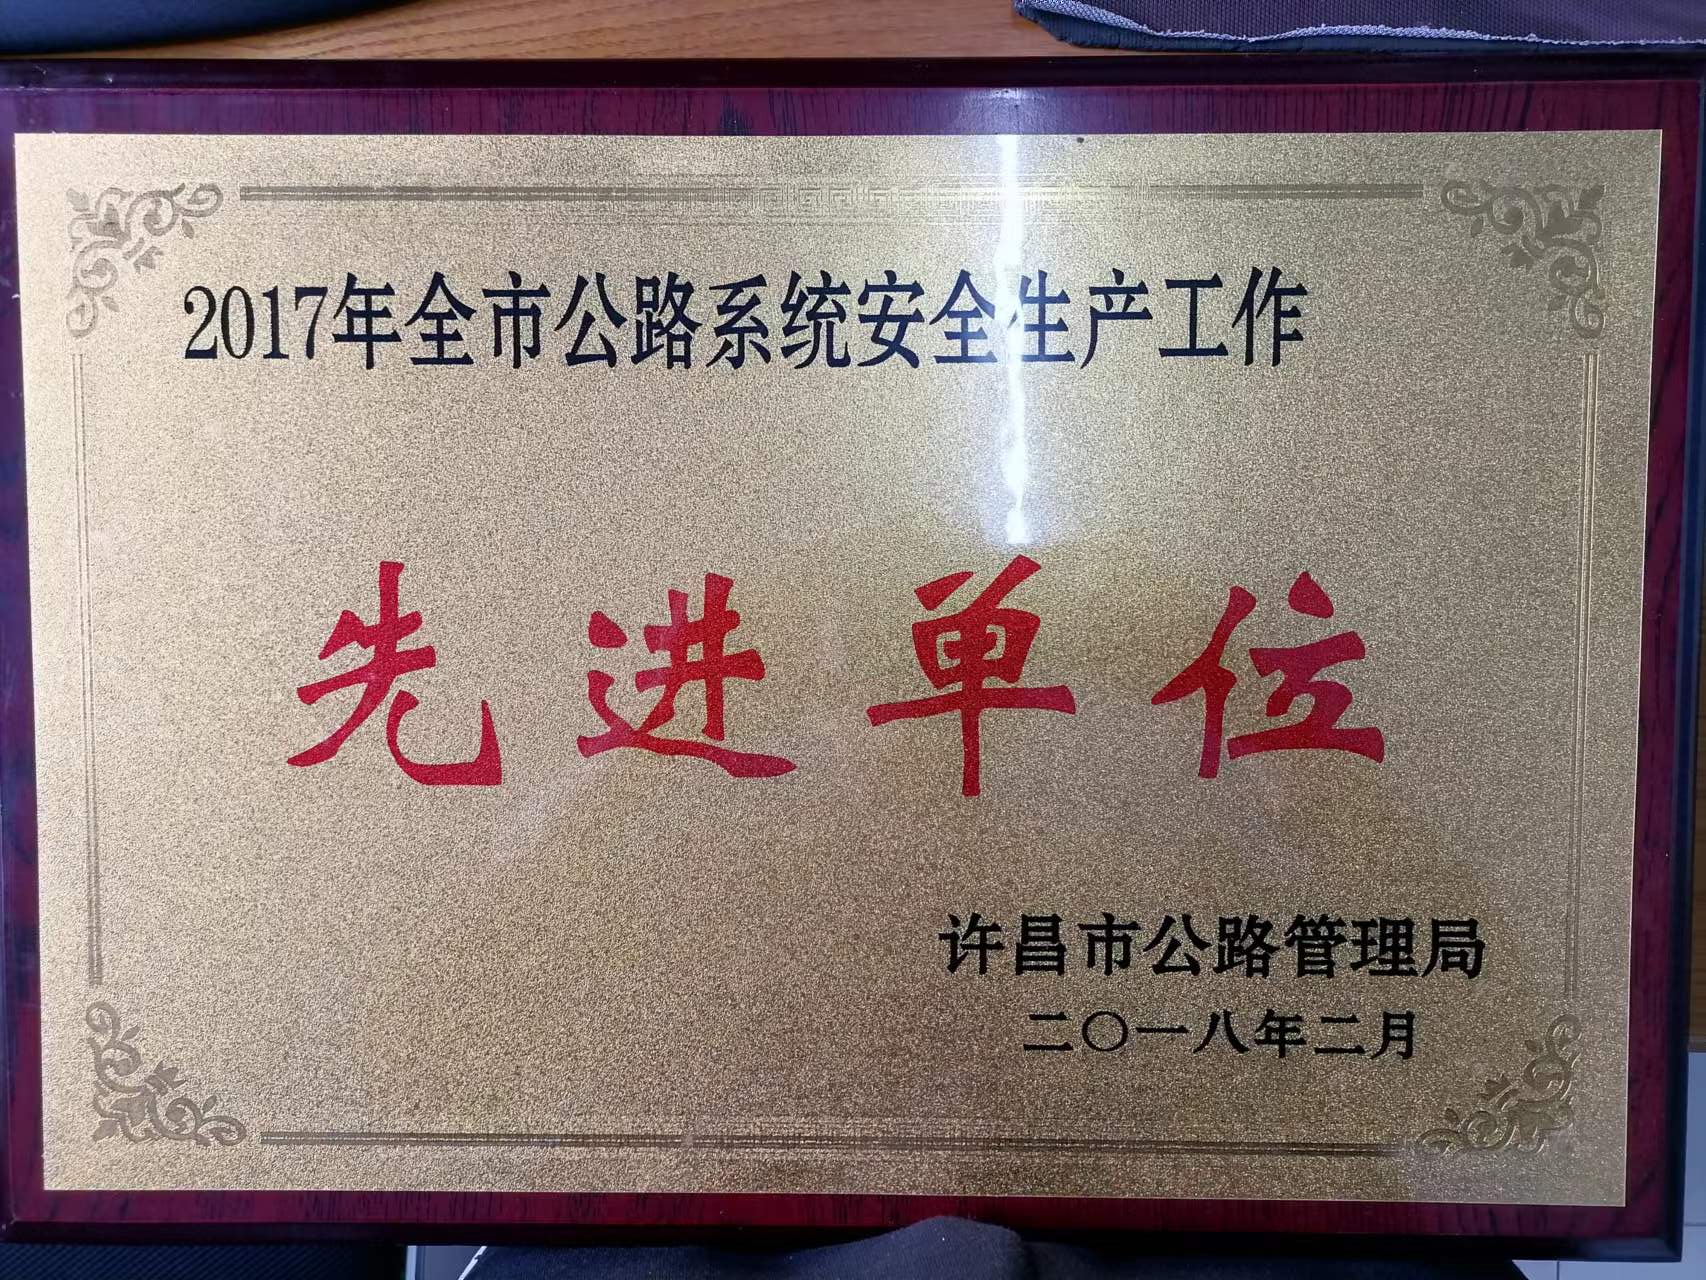 2017年全市公路系统安全生产工作
先进单位
许昌市公路管理局
二〇一八年二月